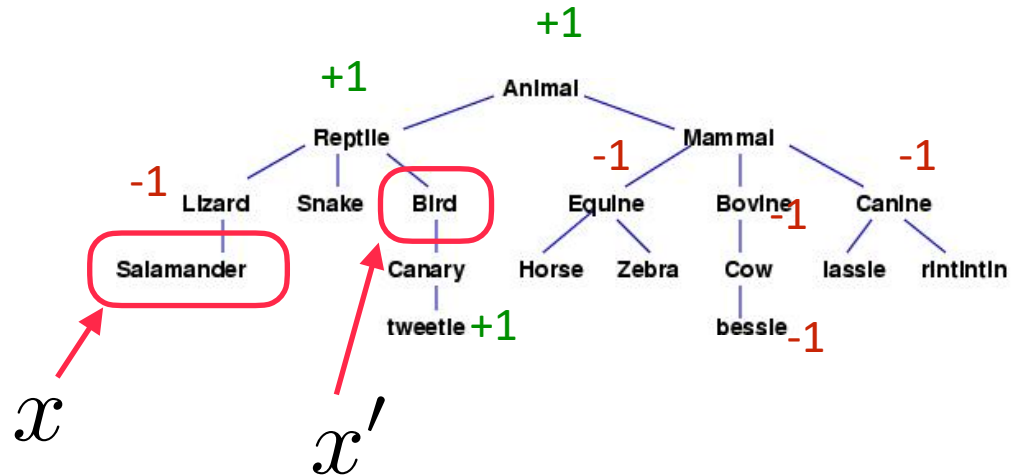 +1
Animal
+1
Reptile Mammal
-1 -1 -1
Lizard Snake Bird Equine Bovine Canine
-1
Salamander Canary Horse Zebra Cow lassie rintintin
tweetie +1 bessie -1
x x′